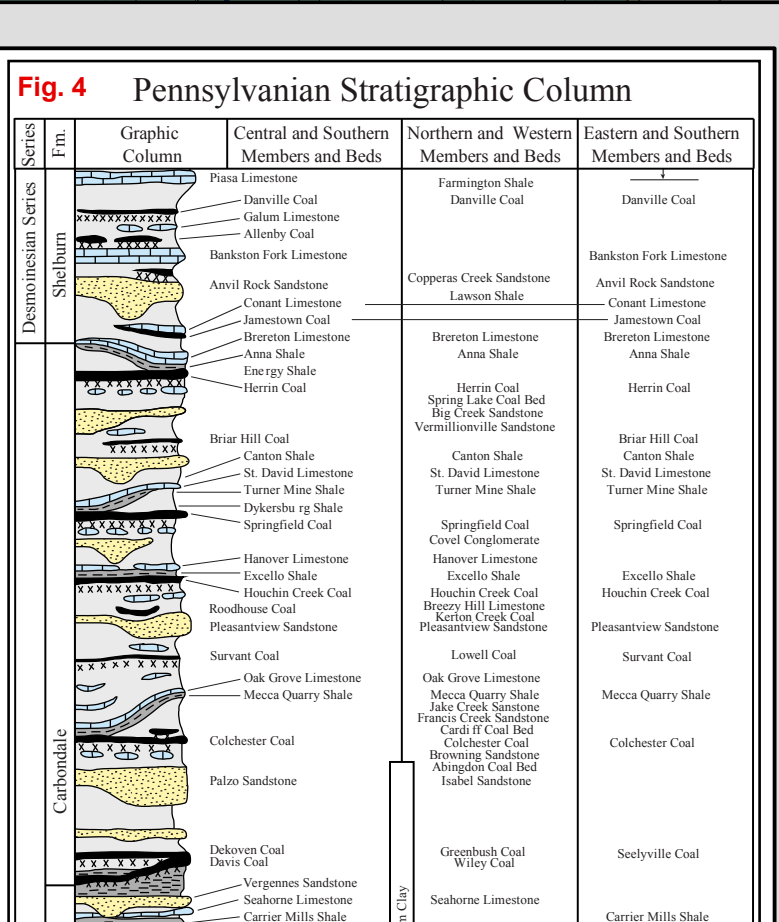 Fig. 4
Pennsylvanian Stratigraphic Column
Series
Fm.
Graphic
Column
Central and Southern
Members and Beds
Northern and Western
Members and Beds
Eastern and Southern
Members and Beds
Desmoinesian Series
Shelburn
Carbondale
Piasa Limestone
Danville Coal
Galum Limestone
Allenby Coal
Bankston Fork Limestone
Anvil Rock Sandstone
Conant Limestone
Jamestown Coal
Brereton Limestone
Anna Shale
Energy Shale
Herrin Coal
Briar Hill Coal
Canton Shale
St. David Limestone
Turner Mine Shale
Dykersbu rg Shale
Springfield Coal
Hanover Limestone
Excello Shale
Houchin Creek Coal
Roodhouse Coal
Pleasantview Sandstone
Survant Coal
Oak Grove Limestone
Mecca Quarry Shale
Colchester Coal
Palzo Sandstone
Dekoven Coal
Davis Coal
Vergennes Sandstone
Seahorne Limestone
Carrier Mills Shale
Farmington Shale
Danville Coal
Copperas Creek Sandstone
Lawson Shale
Brereton Limestone
Anna Shale
Herrin Coal
Spring Lake Coal Bed
Big Creek Sandstone
Vermillionville Sandstone
Canton Shale
St. David Limestone
Turner Mine Shale
Springfield Coal
Covel Conglomerate
Hanover Limestone
Excello Shale
Houchin Creek Coal
Breezy Hill Limestone
Kerton Creek Coal
Pleasantview Sandstone
Lowell Coal
Oak Grove Limestone
Mecca Quarry Shale
Jake Creek Sanstone
Francis Creek Sandstone
Cardi ff Coal Bed
Colchester Coal
Browning Sandstone
Abingdon Coal Bed
Isabel Sandstone
Greenbush Coal
Wiley Coal
Seahorne Limestone
Clay
Danville Coal
Bankston Fork Limestone
Anvil Rock Sandstone
Conant Limestone
Jamestown Coal
Brereton Limestone
Anna Shale
Herrin Coal
Briar Hill Coal
Canton Shale
St. David Limestone
Turner Mine Shale
Springfield Coal
Excello Shale
Houchin Creek Coal
Pleasantview Sandstone
Survant Coal
Mecca Quarry Shale
Colchester Coal
Seelyville Coal
Carrier Mills Shale